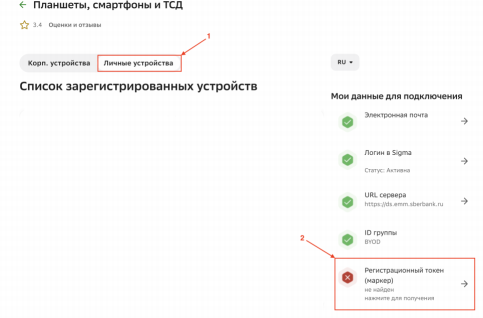 ← Планшеты, смартфоны и ТСД
3.4 Оценки и отзывы
1
Корп. устройства
Личные устройства
RU
Список зарегистрированных устройств
Мои данные для подключения
Электронная почта
Логин в Sigma
Статус: Активна
URL сервера
https://ds.emm.sberbank.ru
ID группы
BYOD
2
Регистрационный токен
(маркер)
не найден
нажмите для получения